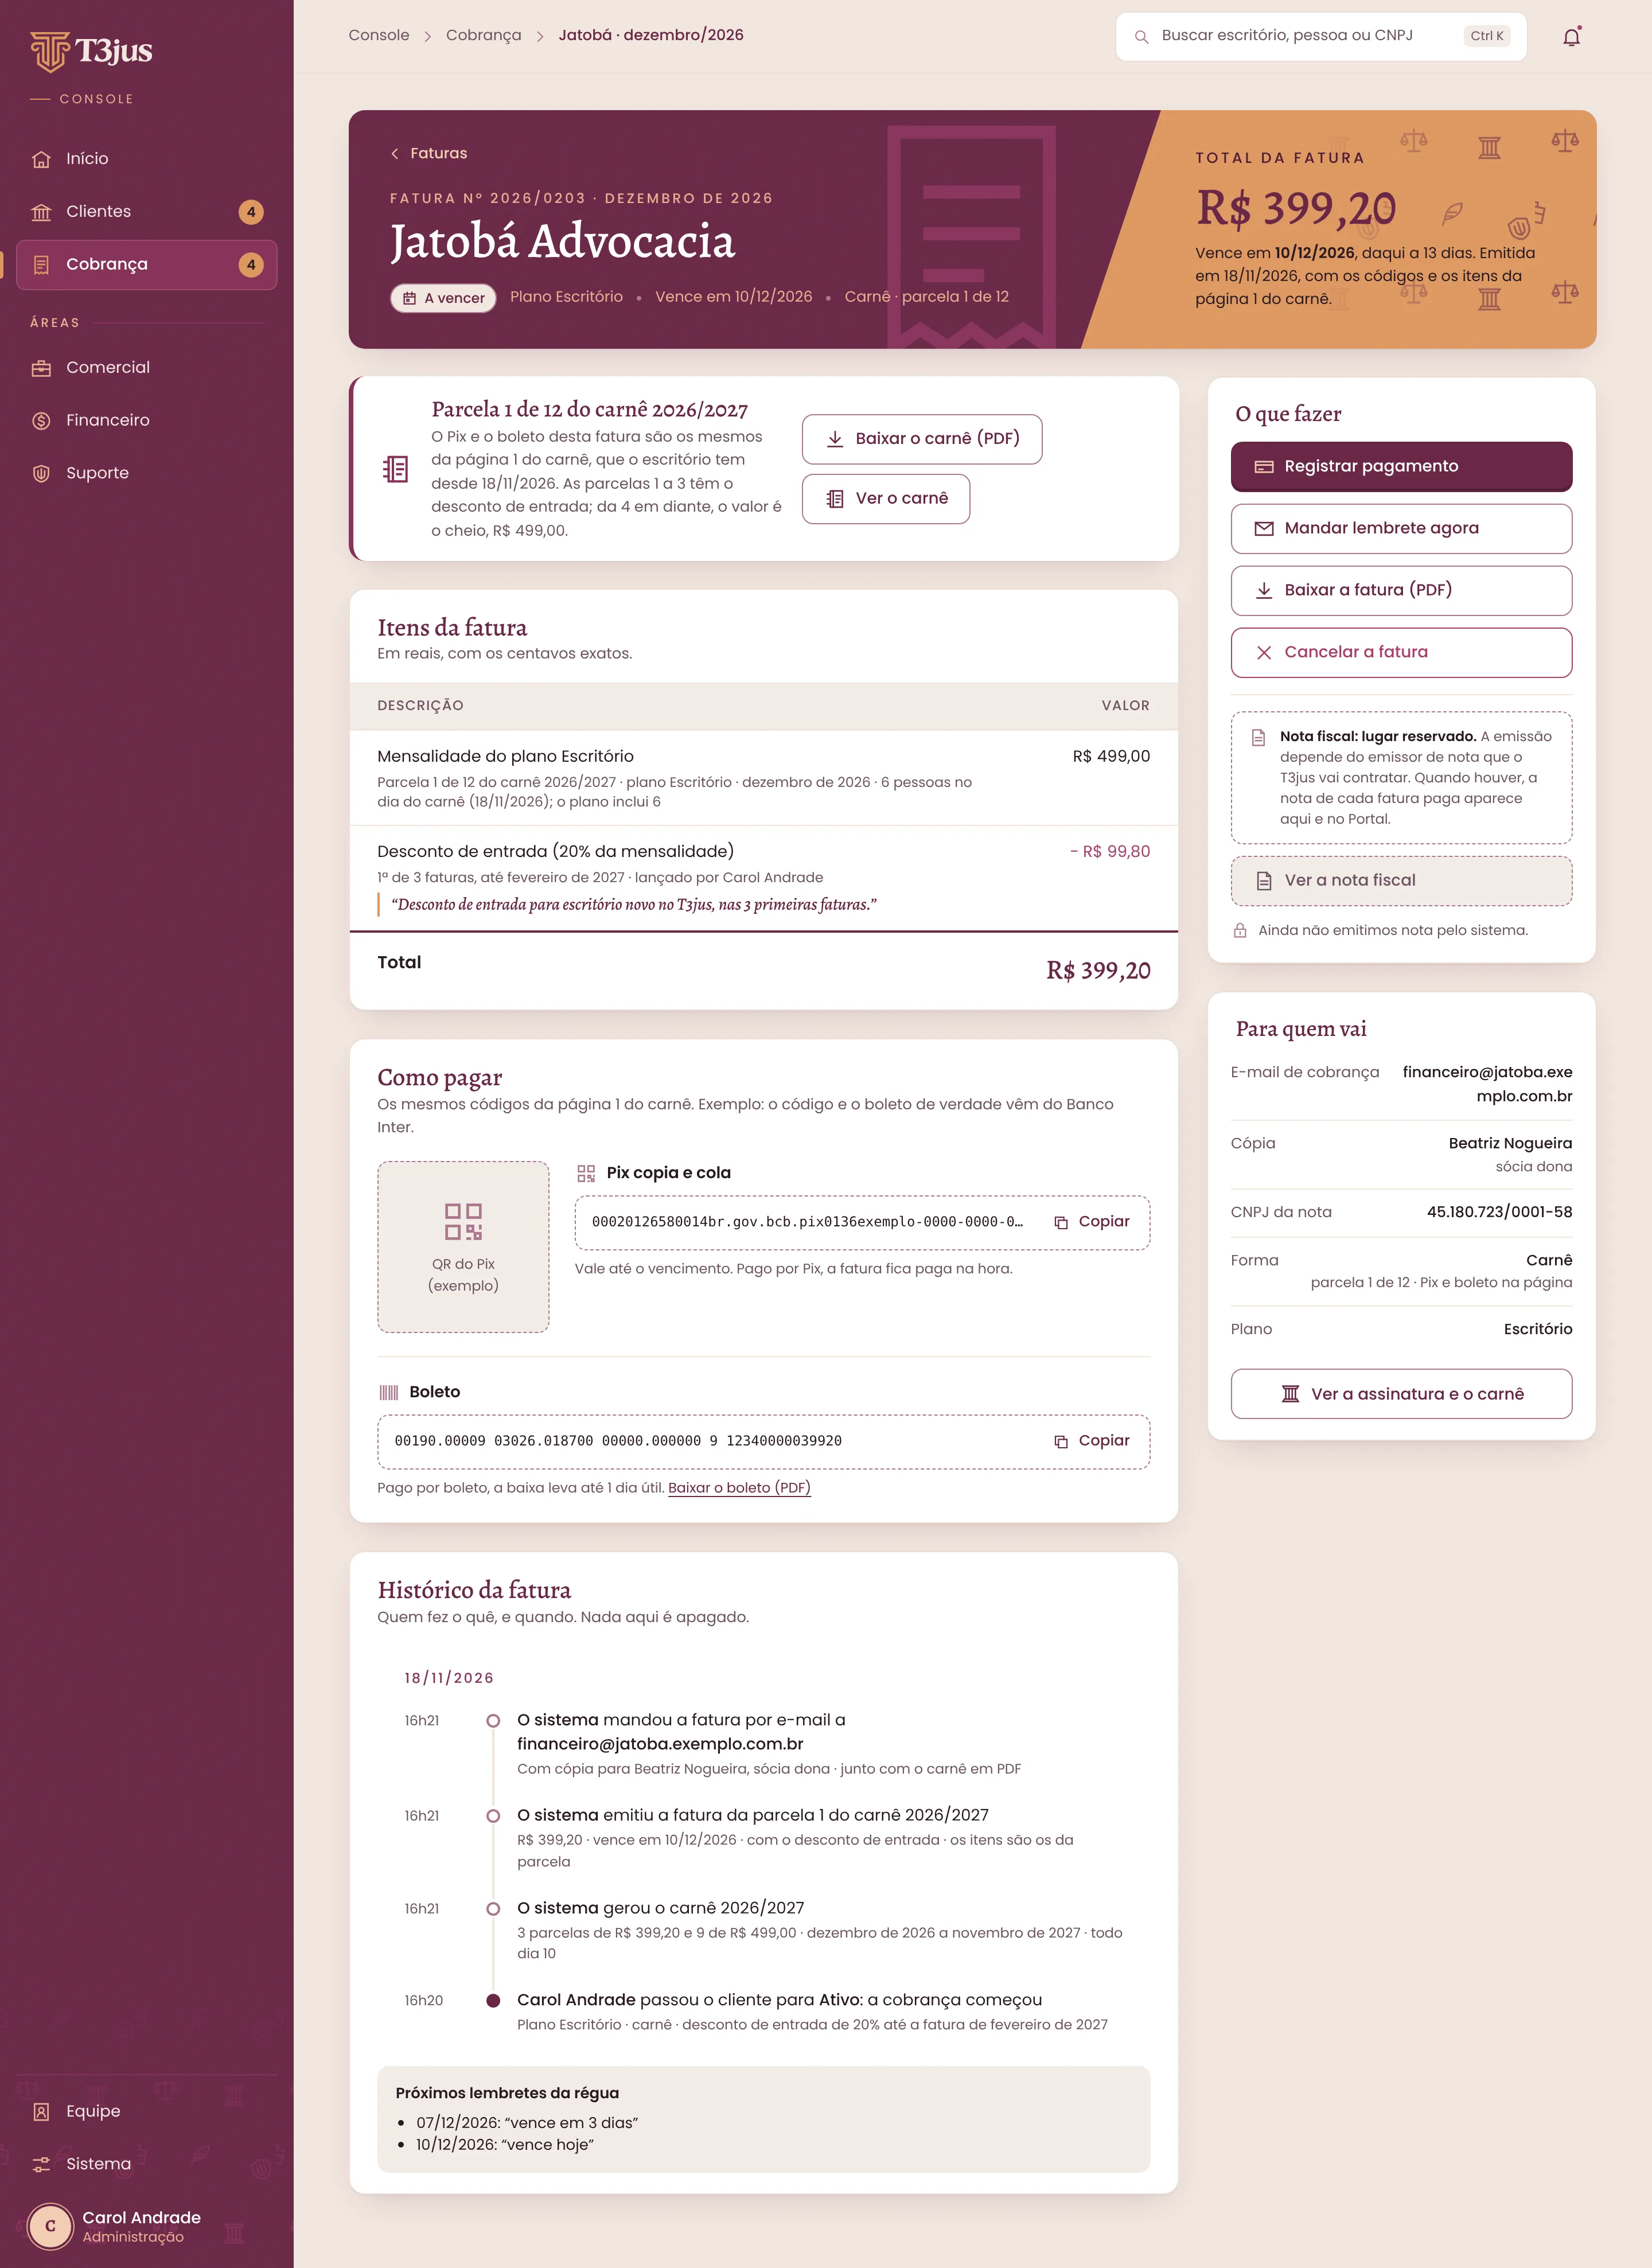 T3jus
CONSOLE
Início
Clientes 4
Cobrança 4
ÁREAS
Comercial
Financeiro
Suporte
Equipe
Sistema
C
Carol Andrade
Administração
Console > Cobrança > Jatobá · dezembro/2026
Buscar escritório, pessoa ou CNPJ Ctrl K
Faturas
FATURA Nº 2026/0203 · DEZEMBRO DE 2026
Jatobá Advocacia
A vencer Plano Escritório • Vence em 10/12/2026 • Carnê · parcela 1 de 12
TOTAL DA FATURA
R$ 399,20
Vence em 10/12/2026, daqui a 13 dias. Emitida
em 18/11/2026, com os códigos e os itens da
página 1 do carnê.
Parcela 1 de 12 do carnê 2026/2027
O Pix e o boleto desta fatura são os mesmos
da página 1 do carnê, que o escritório tem
desde 18/11/2026. As parcelas 1 a 3 têm o
desconto de entrada; da 4 em diante, o valor é
o cheio, R$ 499,00.
Baixar o carnê (PDF)
Ver o carnê
Itens da fatura
Em reais, com os centavos exatos.
DESCRIÇÃO VALOR
Mensalidade do plano Escritório R$ 499,00
Parcela 1 de 12 do carnê 2026/2027 · plano Escritório · dezembro de 2026 · 6 pessoas no
dia do carnê (18/11/2026); o plano inclui 6
Desconto de entrada (20% da mensalidade) − R$ 99,80
1ª de 3 faturas, até fevereiro de 2027 · lançado por Carol Andrade
“Desconto de entrada para escritório novo no T3jus, nas 3 primeiras faturas.”
Total R$ 399,20
Como pagar
Os mesmos códigos da página 1 do carnê. Exemplo: o código e o boleto de verdade vêm do Banco
Inter.
QR do Pix
(exemplo)
Pix copia e cola
00020126580014br.gov.bcb.pix0136exemplo-0000-0000-0… Copiar
Vale até o vencimento. Pago por Pix, a fatura fica paga na hora.
Boleto
00190.00009 03026.018700 00000.000000 9 12340000039920 Copiar
Pago por boleto, a baixa leva até 1 dia útil. Baixar o boleto (PDF)
Histórico da fatura
Quem fez o quê, e quando. Nada aqui é apagado.
18/11/2026
16h21 O sistema mandou a fatura por e-mail a
financeiro@jatoba.exemplo.com.br
Com cópia para Beatriz Nogueira, sócia dona · junto com o carnê em PDF
16h21 O sistema emitiu a fatura da parcela 1 do carnê 2026/2027
R$ 399,20 · vence em 10/12/2026 · com o desconto de entrada · os itens são os da
parcela
16h21 O sistema gerou o carnê 2026/2027
3 parcelas de R$ 399,20 e 9 de R$ 499,00 · dezembro de 2026 a novembro de 2027 · todo
dia 10
16h20 Carol Andrade passou o cliente para Ativo: a cobrança começou
Plano Escritório · carnê · desconto de entrada de 20% até a fatura de fevereiro de 2027
Próximos lembretes da régua
• 07/12/2026: “vence em 3 dias”
• 10/12/2026: “vence hoje”
O que fazer
Registrar pagamento
Mandar lembrete agora
Baixar a fatura (PDF)
Cancelar a fatura
Nota fiscal: lugar reservado. A emissão
depende do emissor de nota que o
T3jus vai contratar. Quando houver, a
nota de cada fatura paga aparece
aqui e no Portal.
Ver a nota fiscal
Ainda não emitimos nota pelo sistema.
Para quem vai
E-mail de cobrança financeiro@jatoba.exe
mplo.com.br
Cópia Beatriz Nogueira
sócia dona
CNPJ da nota 45.180.723/0001-58
Forma Carnê
parcela 1 de 12 · Pix e boleto na página
Plano Escritório
Ver a assinatura e o carnê